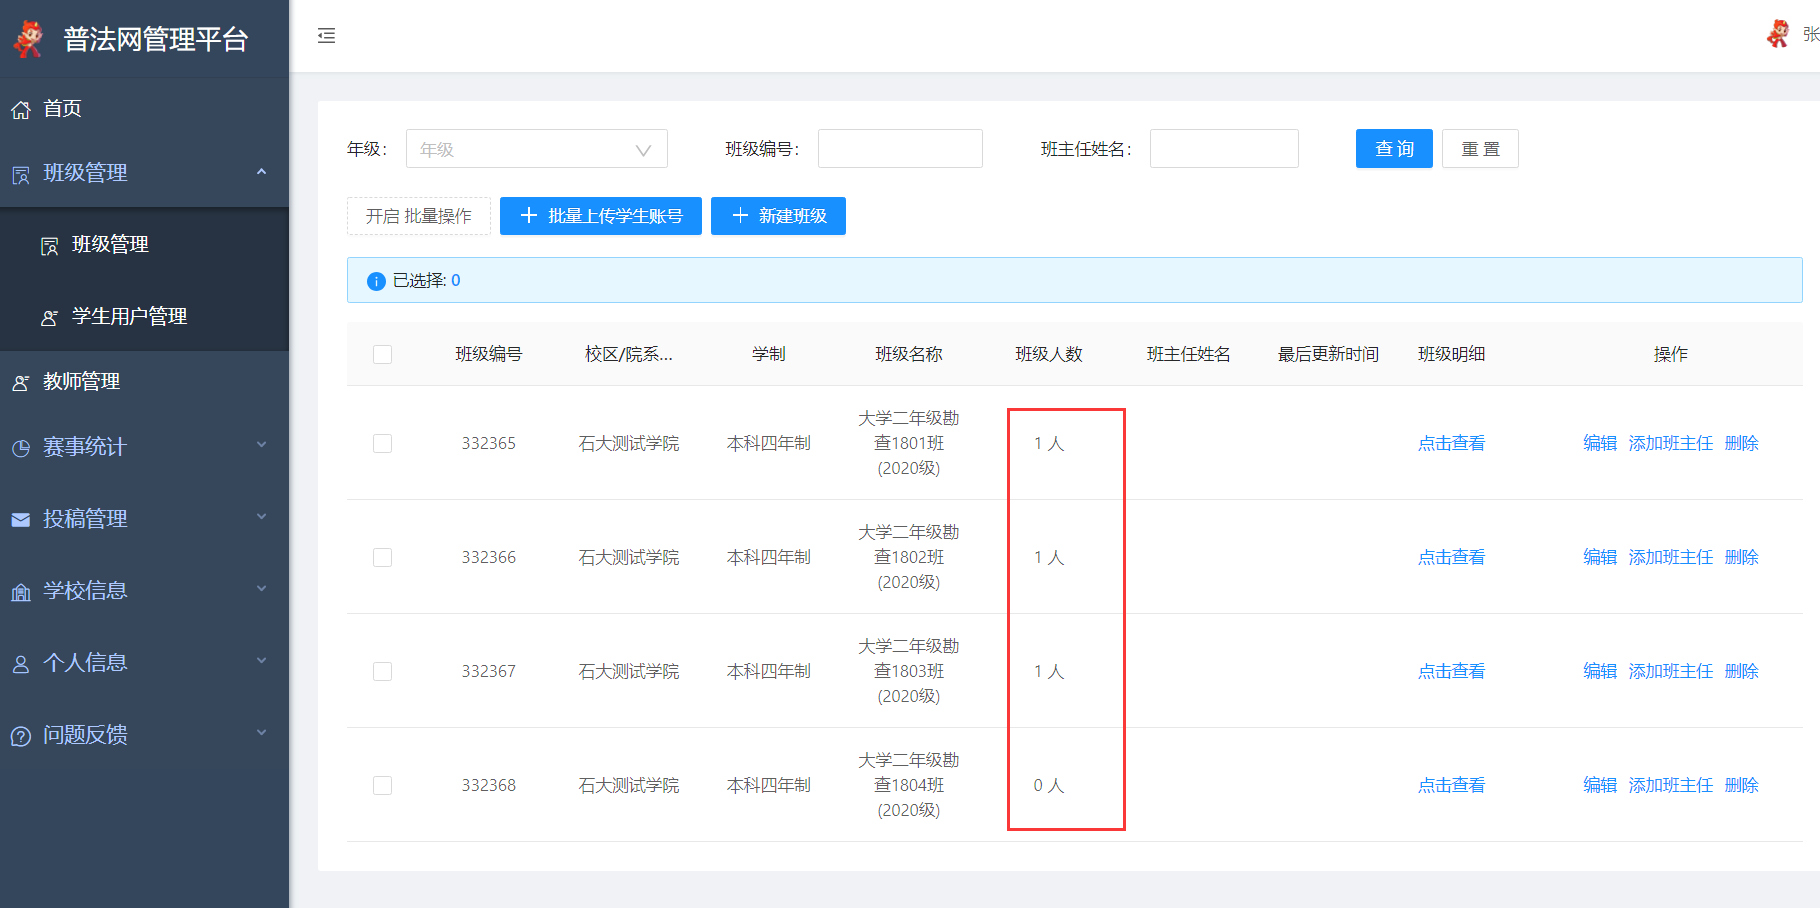 普法网管理平台
张
首页
班级管理
班级管理
学生用户管理
教师管理
赛事统计
投稿管理
学校信息
个人信息
问题反馈
年级： 年级 班级编号： 班主任姓名： 查 询 重 置
开启 批量操作 批量上传学生账号 新建班级
已选择: 0
班级编号 校区/院系... 学制 班级名称 班级人数 班主任姓名 最后更新时间 班级明细 操作
大学二年级勘
332365 石大测试学院 本科四年制 查1801班 1 人 点击查看 编辑 添加班主任 删除
(2020级)
大学二年级勘
332366 石大测试学院 本科四年制 查1802班 1 人 点击查看 编辑 添加班主任 删除
(2020级)
大学二年级勘
332367 石大测试学院 本科四年制 查1803班 1 人 点击查看 编辑 添加班主任 删除
(2020级)
大学二年级勘
332368 石大测试学院 本科四年制 查1804班 0 人 点击查看 编辑 添加班主任 删除
(2020级)